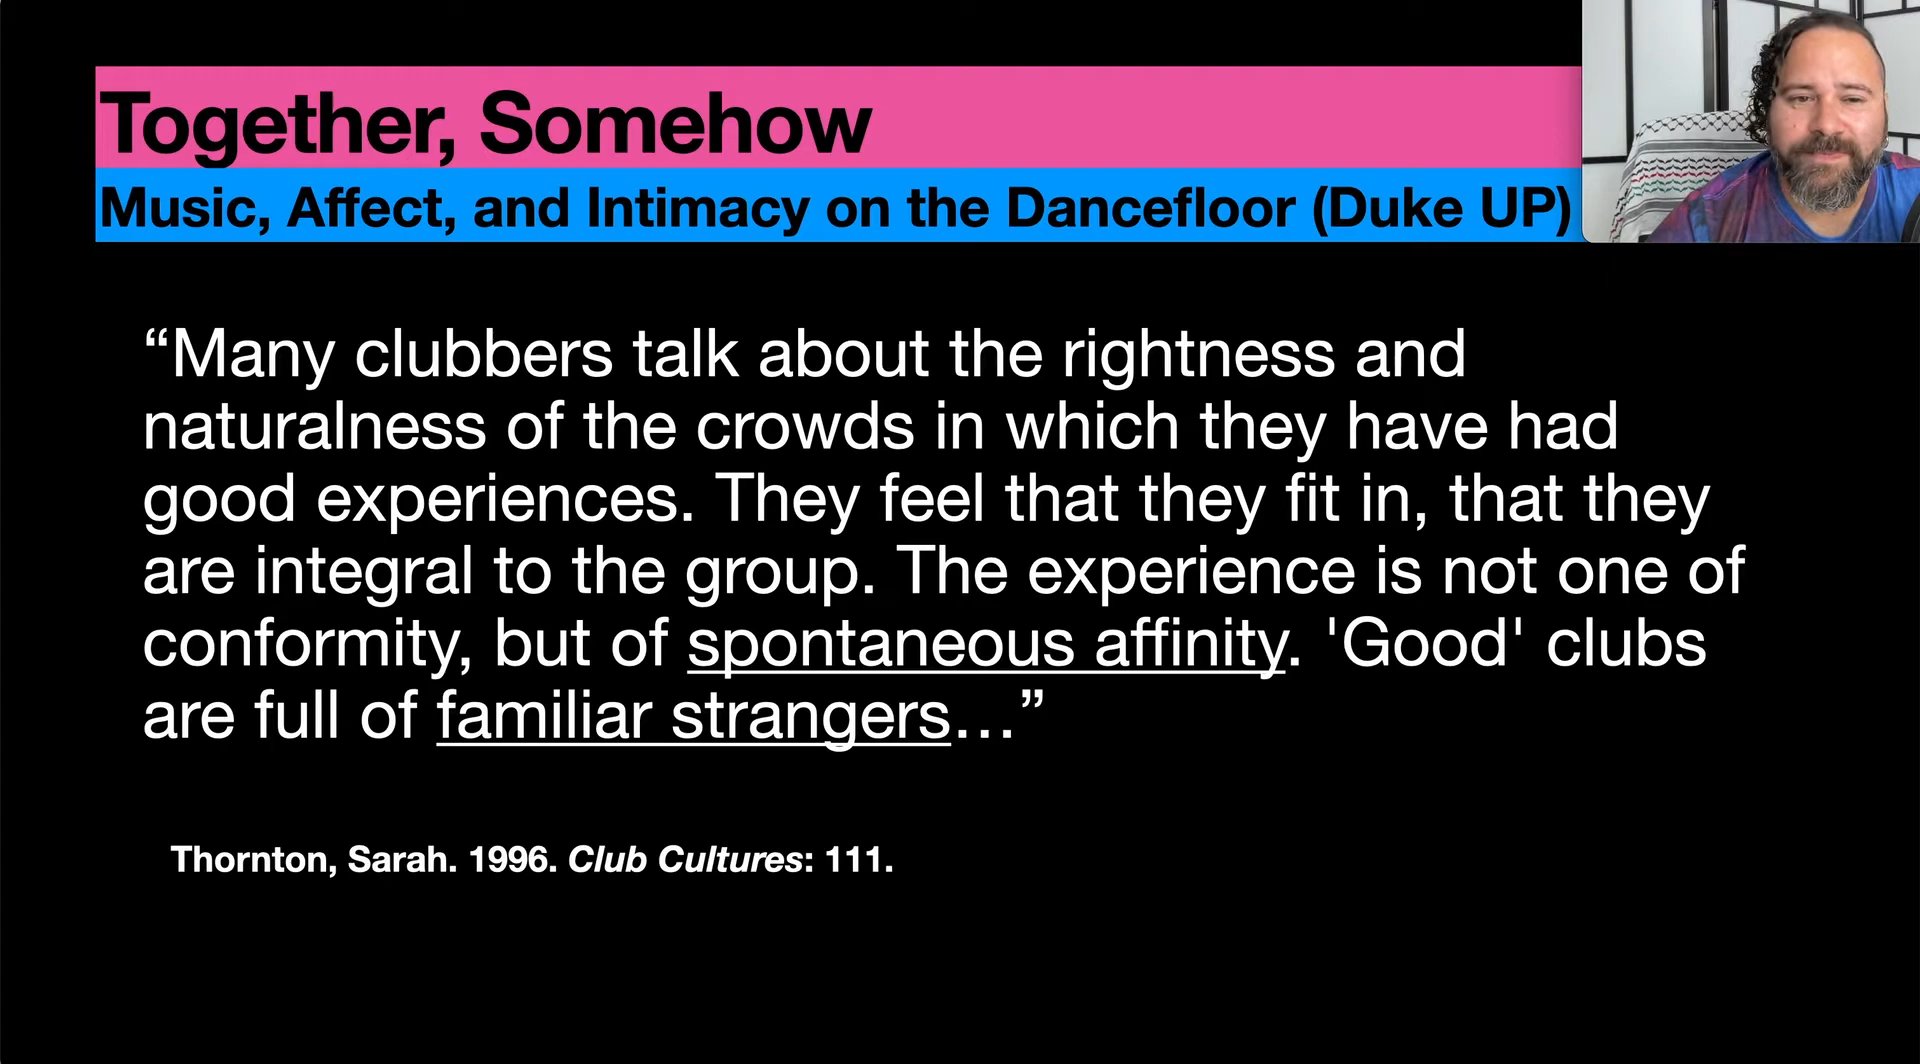 Together, Somehow
Music, Affect, and Intimacy on the Dancefloor (Duke UP)
“Many clubbers talk about the rightness and
naturalness of the crowds in which they have had
good experiences. They feel that they fit in, that they
are integral to the group. The experience is not one of
conformity, but of spontaneous affinity. 'Good' clubs
are full of familiar strangers…”
Thornton, Sarah. 1996. Club Cultures: 111.